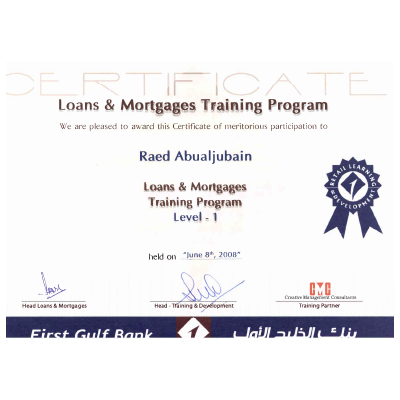 CERTIFICATE
Loans & Mortgages Training Program
We are pleased to award this Certificate of meritorious participation to
Raed Abualjubain
Loans & Mortgages
Training Program
Level - 1
RETAIL LEARNING
DEVELOPMENT
held on "June 8th, 2008"
Head Loans & Mortgages
Head - Training & Development
CMC
Creative Management Consultants
Training Partner
First Gulf Bank
بنك الخليج الأول